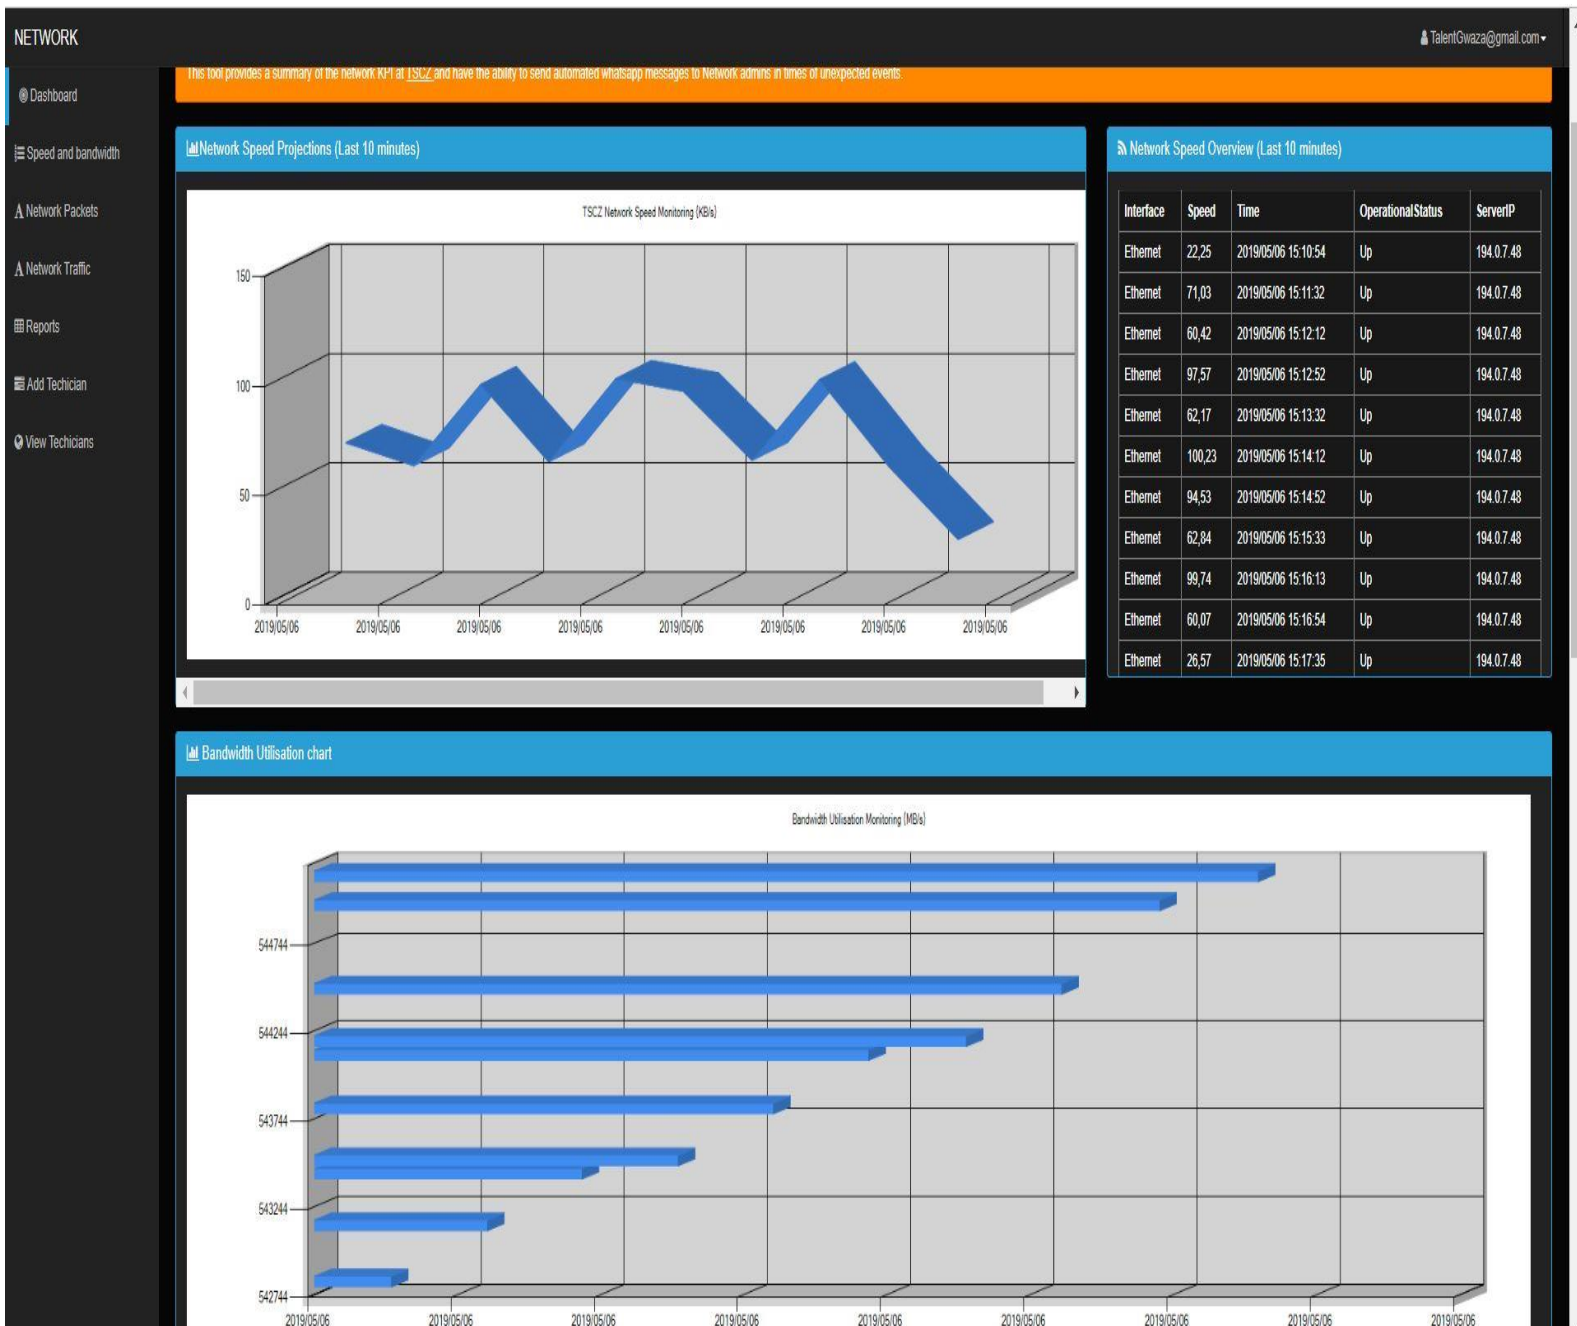 NETWORK
TalentGwaza@gmail.com
Dashboard
Speed and bandwidth
Network Packets
Network Traffic
Reports
Add Techician
View Techicians
This tool provides a summary of the network KPI at TSCZ and have the ability to send automated whatsapp messages to Network admins in times of unexpected events.
Network Speed Projections (Last 10 minutes)
TSCZ Network Speed Monitoring (KB/s)
150
100
50
0
2019/05/06 2019/05/06 2019/05/06 2019/05/06 2019/05/06 2019/05/06 2019/05/06 2019/05/06
Network Speed Overview (Last 10 minutes)
Interface Speed Time OperationalStatus ServerIP
Ethernet 22,25 2019/05/06 15:10:54 Up 194.0.7.48
Ethernet 71,03 2019/05/06 15:11:32 Up 194.0.7.48
Ethernet 60,42 2019/05/06 15:12:12 Up 194.0.7.48
Ethernet 97,57 2019/05/06 15:12:52 Up 194.0.7.48
Ethernet 62,17 2019/05/06 15:13:32 Up 194.0.7.48
Ethernet 100,23 2019/05/06 15:14:12 Up 194.0.7.48
Ethernet 94,53 2019/05/06 15:14:52 Up 194.0.7.48
Ethernet 62,84 2019/05/06 15:15:33 Up 194.0.7.48
Ethernet 99,74 2019/05/06 15:16:13 Up 194.0.7.48
Ethernet 60,07 2019/05/06 15:16:54 Up 194.0.7.48
Ethernet 26,57 2019/05/06 15:17:35 Up 194.0.7.48
Bandwidth Utilisation chart
Bandwidth Utilisation Monitoring (MB/s)
544744
544244
543744
543244
542744
2019/05/06 2019/05/06 2019/05/06 2019/05/06 2019/05/06 2019/05/06 2019/05/06 2019/05/06 2019/05/06